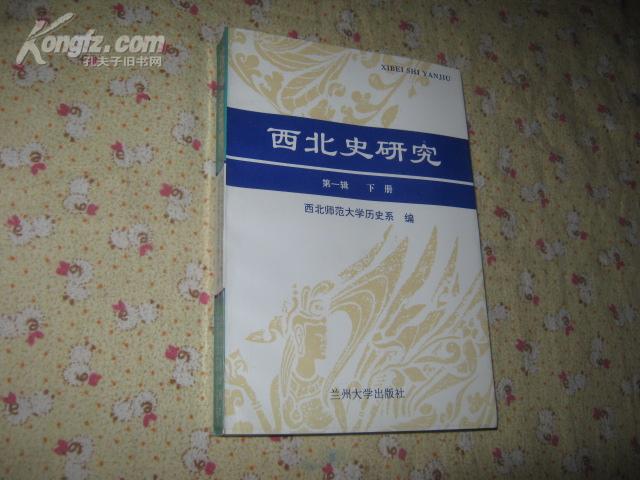 Kongfz.com
孔夫子旧书网
XIBEI SHI YANJIU
西北史研究
第一辑 下册
西北师范大学历史系 编
兰州大学出版社